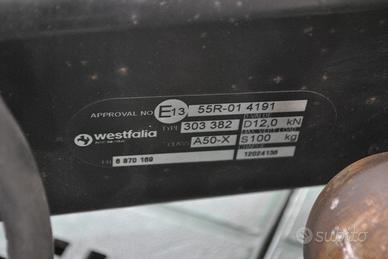 APPROVAL NO E13 55R-01 4191
TYPE 303 382 D12,0 kN
westfalia
CLASS A50-X S100 kg
6 870 169 12024136
Subito